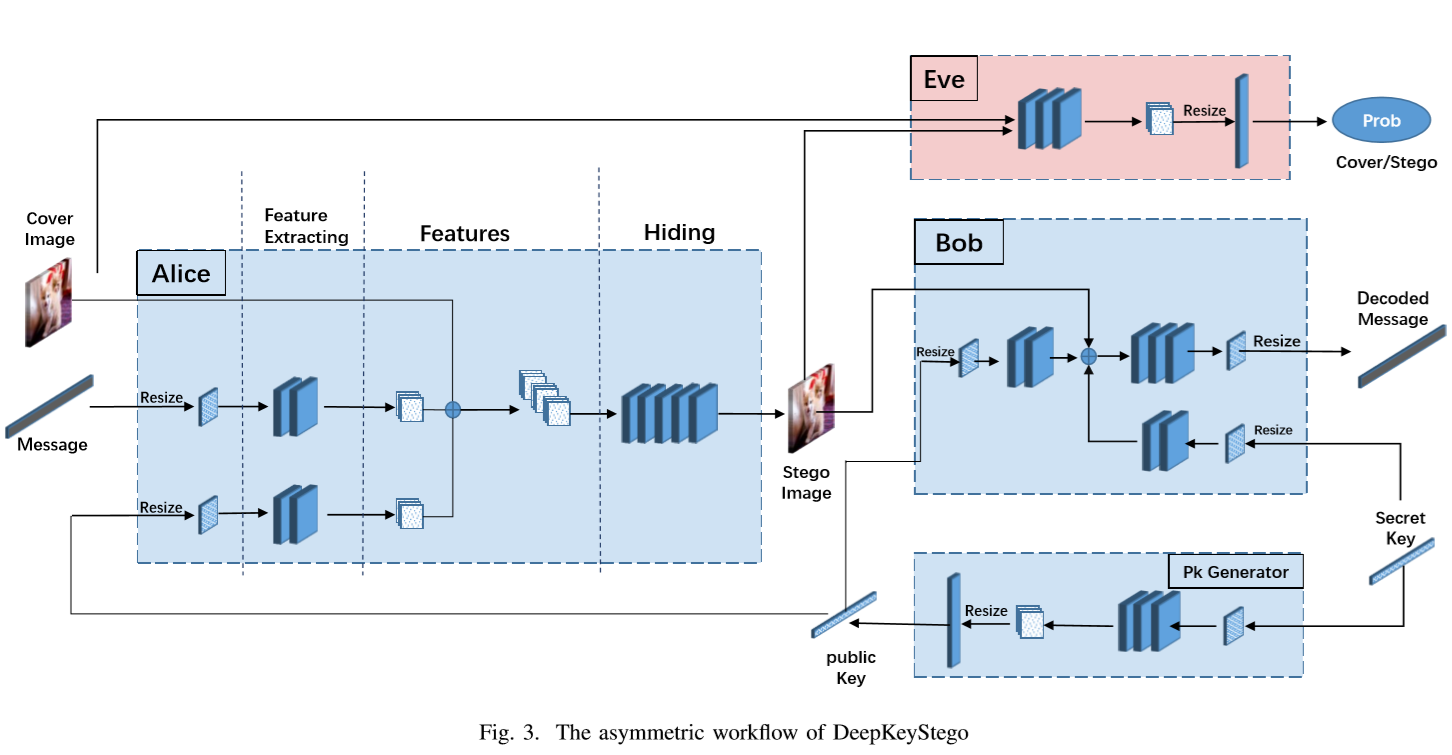 Eve
Resize
Prob
Cover/Stego
Cover
Image
Feature
Extracting
Features
Hiding
Alice
Resize
Message
Resize
Stego
Image
Bob
Resize
Resize
Decoded
Message
Resize
Secret
Key
Pk Generator
Resize
public
Key
Fig. 3. The asymmetric workflow of DeepKeyStego